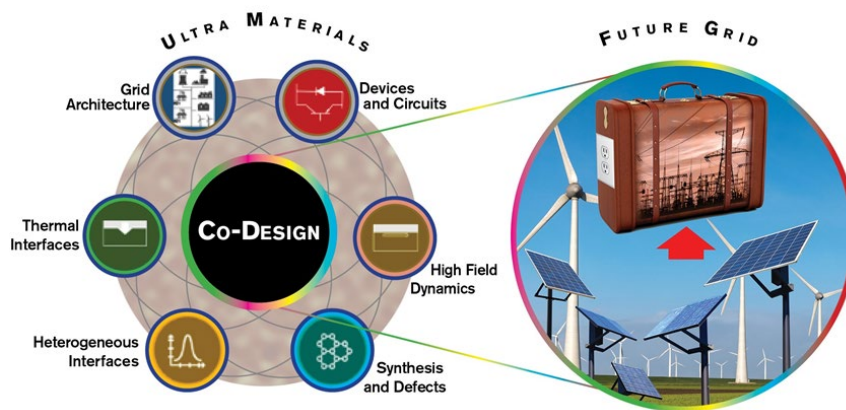 ULTRA MATERIALS
FUTURE GRID
Grid
Architecture
Devices
and Circuits
Thermal
Interfaces
CO-DESIGN
High Field
Dynamics
Heterogeneous
Interfaces
Synthesis
and Defects